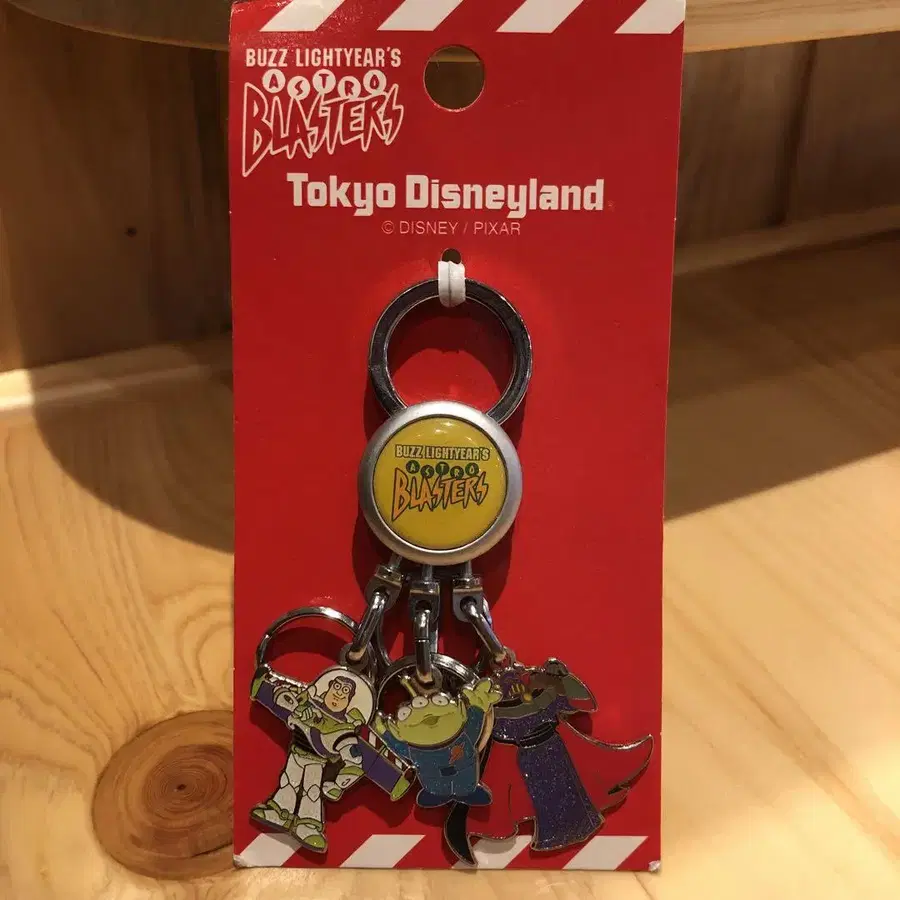 BUZZ LIGHTYEAR'S
ASTRO
BLASTERS
Tokyo Disneyland
© DISNEY / PIXAR
BUZZ LIGHTYEAR'S
ASTRO
BLASTERS